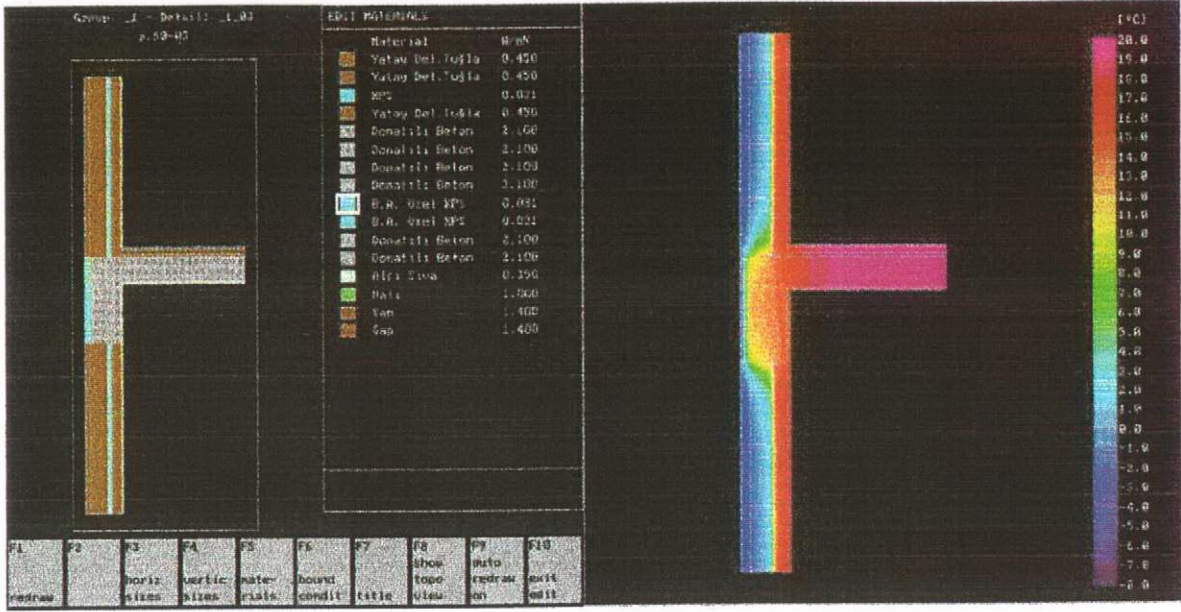 Group: _1 - Detail: _1.03
p.50-03
EDIT MATERIALS
Material W/mK
Yatay Del.Tuğla 0.450
Yatay Del.Tuğla 0.450
XPS 0.031
Yatay Del.Tuğla 0.450
Donatılı Beton 2.100
Donatılı Beton 2.100
Donatılı Beton 2.100
Donatılı Beton 2.100
B.A. Özel XPS 0.031
B.A. Özel XPS 0.031
Donatılı Beton 2.100
Donatılı Beton 2.100
Alçı Sıva 0.350
Halı
Şap 1.400
Şap 1.400
F1 redraw
F2
F3 horiz sizes
F4 vertic sizes
F5 mate- rials
F6 bound condit
F7 title
F8 show topo view
F9 auto redraw on
F10 exit edit
[°C]
20.0
19.0
18.0
17.0
16.0
15.0
14.0
13.0
12.0
11.0
10.0
9.0
8.0
7.0
6.0
5.0
4.0
3.0
2.0
1.0
0.0
-1.0
-2.0
-3.0
-4.0
-5.0
-6.0
-7.0
-8.0